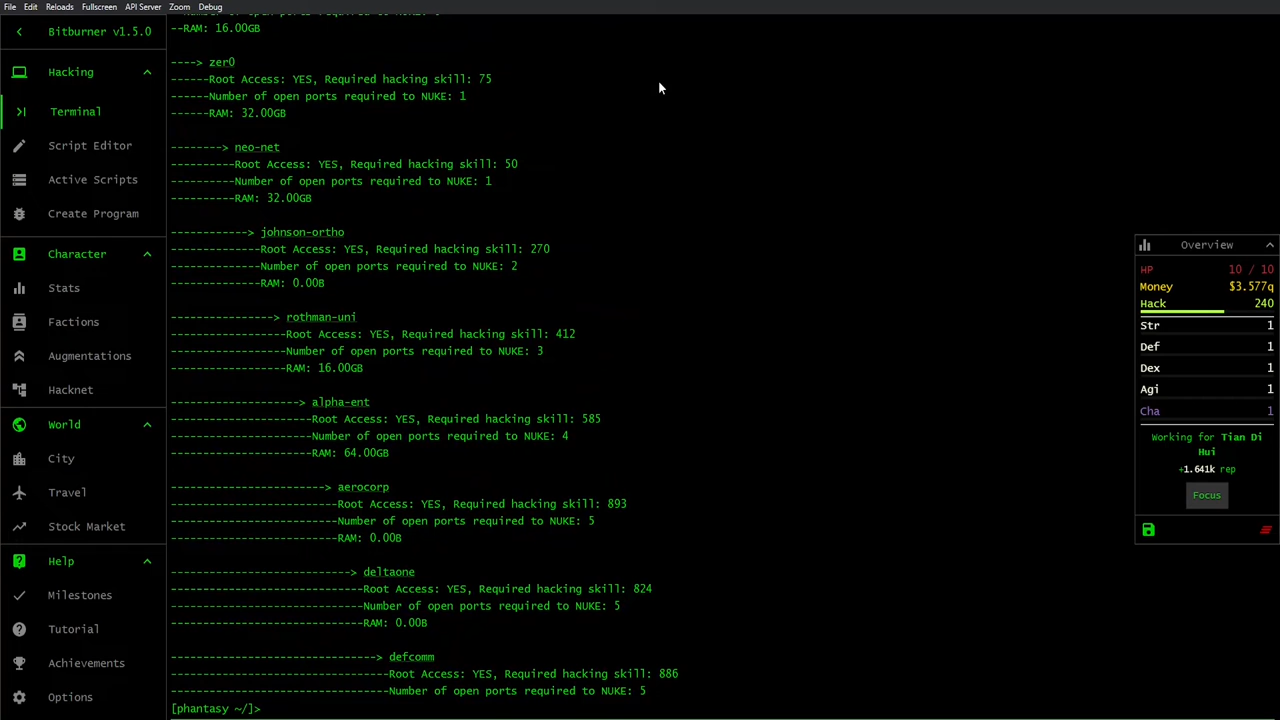 File Edit Reloads Fullscreen API Server Zoom Debug
Bitburner v1.5.0
Hacking
Terminal
Script Editor
Active Scripts
Create Program
Character
Stats
Factions
Augmentations
Hacknet
World
City
Travel
Stock Market
Help
Milestones
Tutorial
Achievements
Options
--RAM: 16.00GB
----> zer0
------Root Access: YES, Required hacking skill: 75
------Number of open ports required to NUKE: 1
------RAM: 32.00GB
--------> neo-net
----------Root Access: YES, Required hacking skill: 50
----------Number of open ports required to NUKE: 1
----------RAM: 32.00GB
------------> johnson-ortho
--------------Root Access: YES, Required hacking skill: 270
--------------Number of open ports required to NUKE: 2
--------------RAM: 0.00B
----------------> rothman-uni
------------------Root Access: YES, Required hacking skill: 412
------------------Number of open ports required to NUKE: 3
------------------RAM: 16.00GB
--------------------> alpha-ent
----------------------Root Access: YES, Required hacking skill: 585
----------------------Number of open ports required to NUKE: 4
----------------------RAM: 64.00GB
------------------------> aerocorp
--------------------------Root Access: YES, Required hacking skill: 893
--------------------------Number of open ports required to NUKE: 5
--------------------------RAM: 0.00B
----------------------------> deltaone
------------------------------Root Access: YES, Required hacking skill: 824
------------------------------Number of open ports required to NUKE: 5
------------------------------RAM: 0.00B
--------------------------------> defcomm
----------------------------------Root Access: YES, Required hacking skill: 886
----------------------------------Number of open ports required to NUKE: 5
[phantasy ~/]>
Overview
HP 10 / 10
Money $3.577q
Hack 240
Str 1
Def 1
Dex 1
Agi 1
Cha 1
Working for Tian Di
Hui
+1.641k rep
Focus